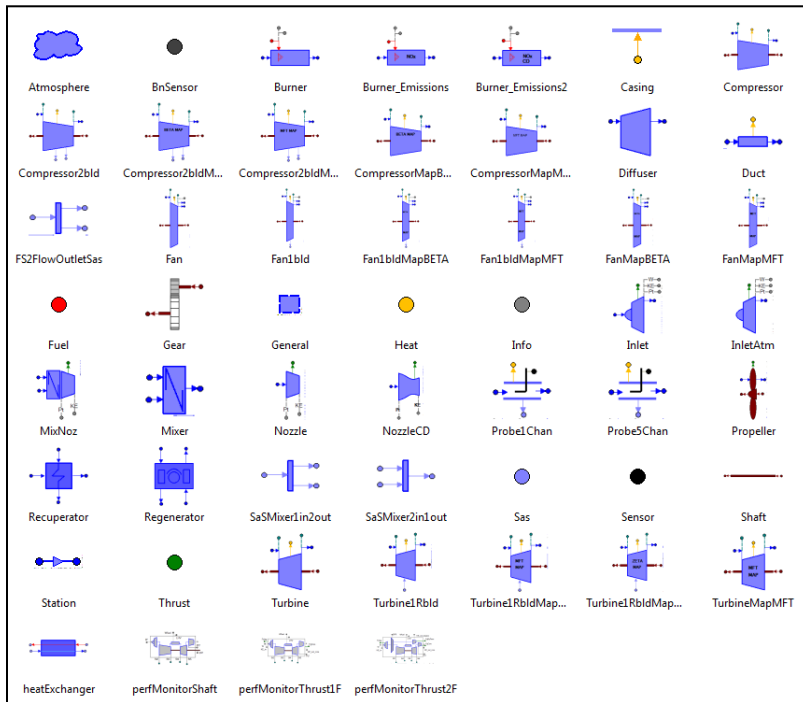 Atmosphere BnSensor Burner Burner_Emissions Burner_Emissions2 Casing Compressor
Compressor2bld Compressor2bldM... Compressor2bldM... CompressorMapB... CompressorMapM... Diffuser Duct
FS2FlowOutletSas Fan Fan1bld Fan1bldMapBETA Fan1bldMapMFT FanMapBETA FanMapMFT
Fuel Gear General Heat Info Inlet InletAtm
MixNoz Mixer Nozzle NozzleCD Probe1Chan Probe5Chan Propeller
Recuperator Regenerator SaSMixer1in2out SaSMixer2in1out Sas Sensor Shaft
Station Thrust Turbine Turbine1Rbld Turbine1RbldMap... Turbine1RbldMap... TurbineMapMFT
heatExchanger perfMonitorShaft perfMonitorThrust1F perfMonitorThrust2F